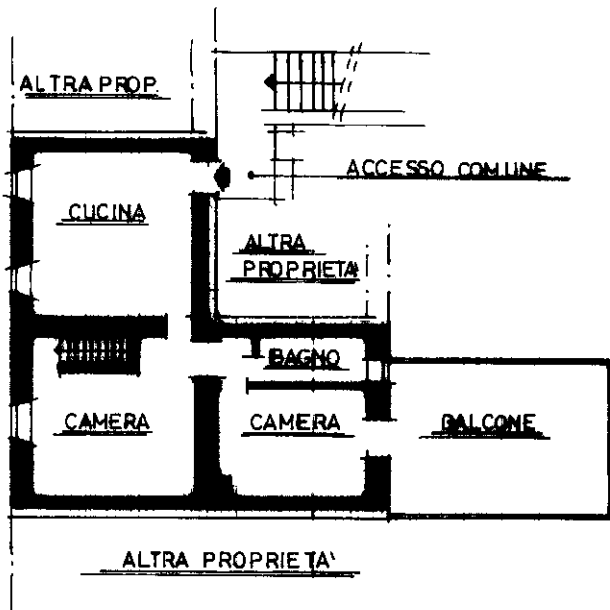 ALTRA PROP.
ACCESSO COMUNE
CUCINA
ALTRA
PROPRIETA'
BAGNO
CAMERA
CAMERA
BALCONE
ALTRA PROPRIETA'